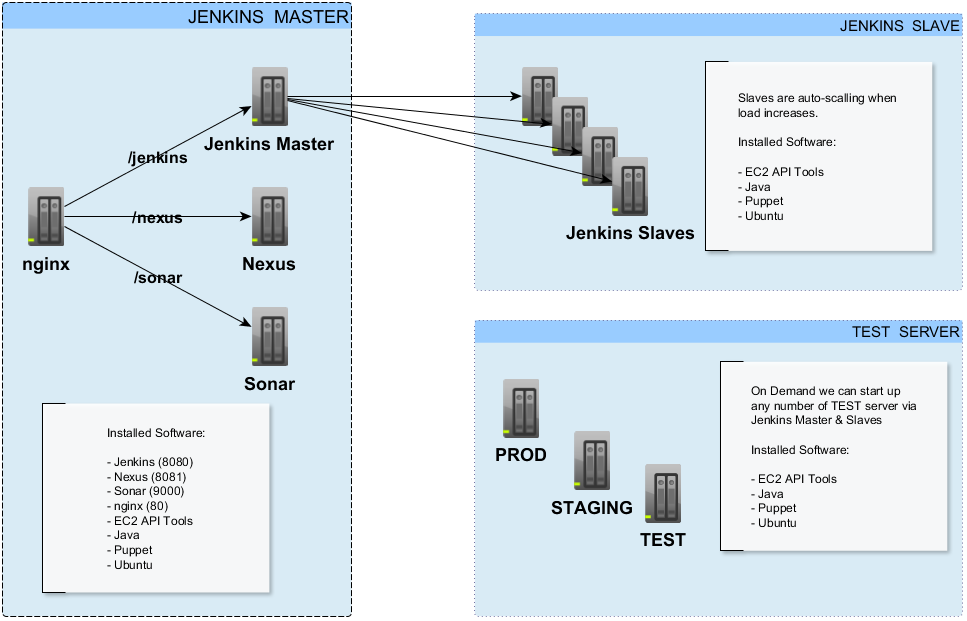 JENKINS MASTER
/jenkins
Jenkins Master
/nexus
nginx
Nexus
/sonar
Sonar
Installed Software:
- Jenkins (8080)
- Nexus (8081)
- Sonar (9000)
- nginx (80)
- EC2 API Tools
- Java
- Puppet
- Ubuntu
JENKINS SLAVE
Jenkins Slaves
Slaves are auto-scalling when
load increases.
Installed Software:
- EC2 API Tools
- Java
- Puppet
- Ubuntu
TEST SERVER
PROD
STAGING
TEST
On Demand we can start up
any number of TEST server via
Jenkins Master & Slaves
Installed Software:
- EC2 API Tools
- Java
- Puppet
- Ubuntu